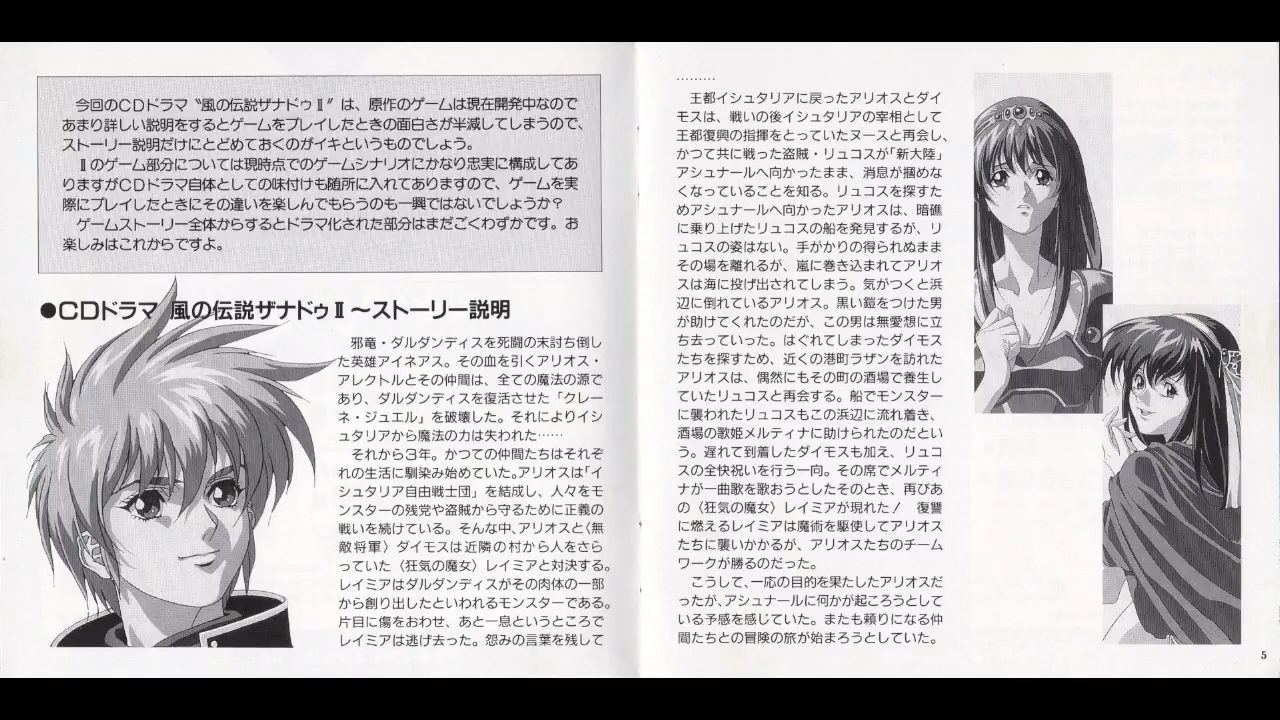 今回のCDドラマ〝風の伝説ザナドゥⅡ〟は、原作のゲームは現在開発中なので
あまり詳しい説明をするとゲームをプレイしたときの面白さが半減してしまうので、
ストーリー説明だけにとどめておくのがイキというものでしょう。
Ⅱのゲーム部分については現時点でのゲームシナリオにかなり忠実に構成してあ
りますがCDドラマ自体としての味付けも随所に入れてありますので、ゲームを実
際にプレイしたときにその違いを楽しんでもらうのも一興ではないでしょうか？
ゲームストーリー全体からするとドラマ化された部分はまだごくわずかです。お
楽しみはこれからですよ。
●CDドラマ〝風の伝説ザナドゥⅡ～ストーリー説明
邪竜・ダルダンディスを死闘の末討ち倒し
た英雄アイネアス。その血を引くアリオス・
アレクトルとその仲間は、全ての魔法の源で
あり、ダルダンディスを復活させた「クレー
ネ・ジュエル」を破壊した。それによりイシ
ュタリアから魔法の力は失われた……
それから3年。かつての仲間たちはそれぞ
れの生活に馴染み始めていた。アリオスは「イ
シュタリア自由戦士団」を結成し、人々をモ
ンスターの残党や盗賊から守るために正義の
戦いを続けている。そんな中、アリオスと〈無
敵将軍〉ダイモスは近隣の村から人をさら
っていた〈狂気の魔女〉レイミアと対決する。
レイミアはダルダンディスがその肉体の一部
から創り出したといわれるモンスターである。
片目に傷をおわせ、あと一息というところで
レイミアは逃げ去った。怨みの言葉を残して
………
王都イシュタリアに戻ったアリオスとダイ
モスは、戦いの後イシュタリアの宰相として
王都復興の指揮をとっていたヌースと再会し、
かつて共に戦った盗賊・リュコスが「新大陸」
アシュナールへ向かったまま、消息が掴めな
くなっていることを知る。リュコスを探すた
めアシュナールへ向かったアリオスは、暗礁
に乗り上げたリュコスの船を発見するが、リ
ュコスの姿はない。手がかりの得られぬまま
その場を離れるが、嵐に巻き込まれてアリオ
スは海に投げ出されてしまう。気がつくと浜
辺に倒れているアリオス。黒い鎧をつけた男
が助けてくれたのだが、この男は無愛想に立
ち去っていった。はぐれてしまったダイモス
たちを探すため、近くの港町ラザンを訪れた
アリオスは、偶然にもその町の酒場で養生し
ていたリュコスと再会する。船でモンスター
に襲われたリュコスもこの浜辺に流れ着き、
酒場の歌姫メルティナに助けられたのだとい
う。遅れて到着したダイモスも加え、リュコ
スの全快祝いを行う一向。その席でメルティ
ナが一曲歌を歌おうとしたそのとき、再びあ
の〈狂気の魔女〉レイミアが現れた！ 復讐
に燃えるレイミアは魔術を駆使してアリオス
たちに襲いかかるが、アリオスたちのチーム
ワークが勝るのだった。
こうして、一応の目的を果たしたアリオスだ
ったが、アシュナールに何かが起ころうとして
いる予感を感じていた。またも頼りになる仲
間たちとの冒険の旅が始まろうとしていた。
5